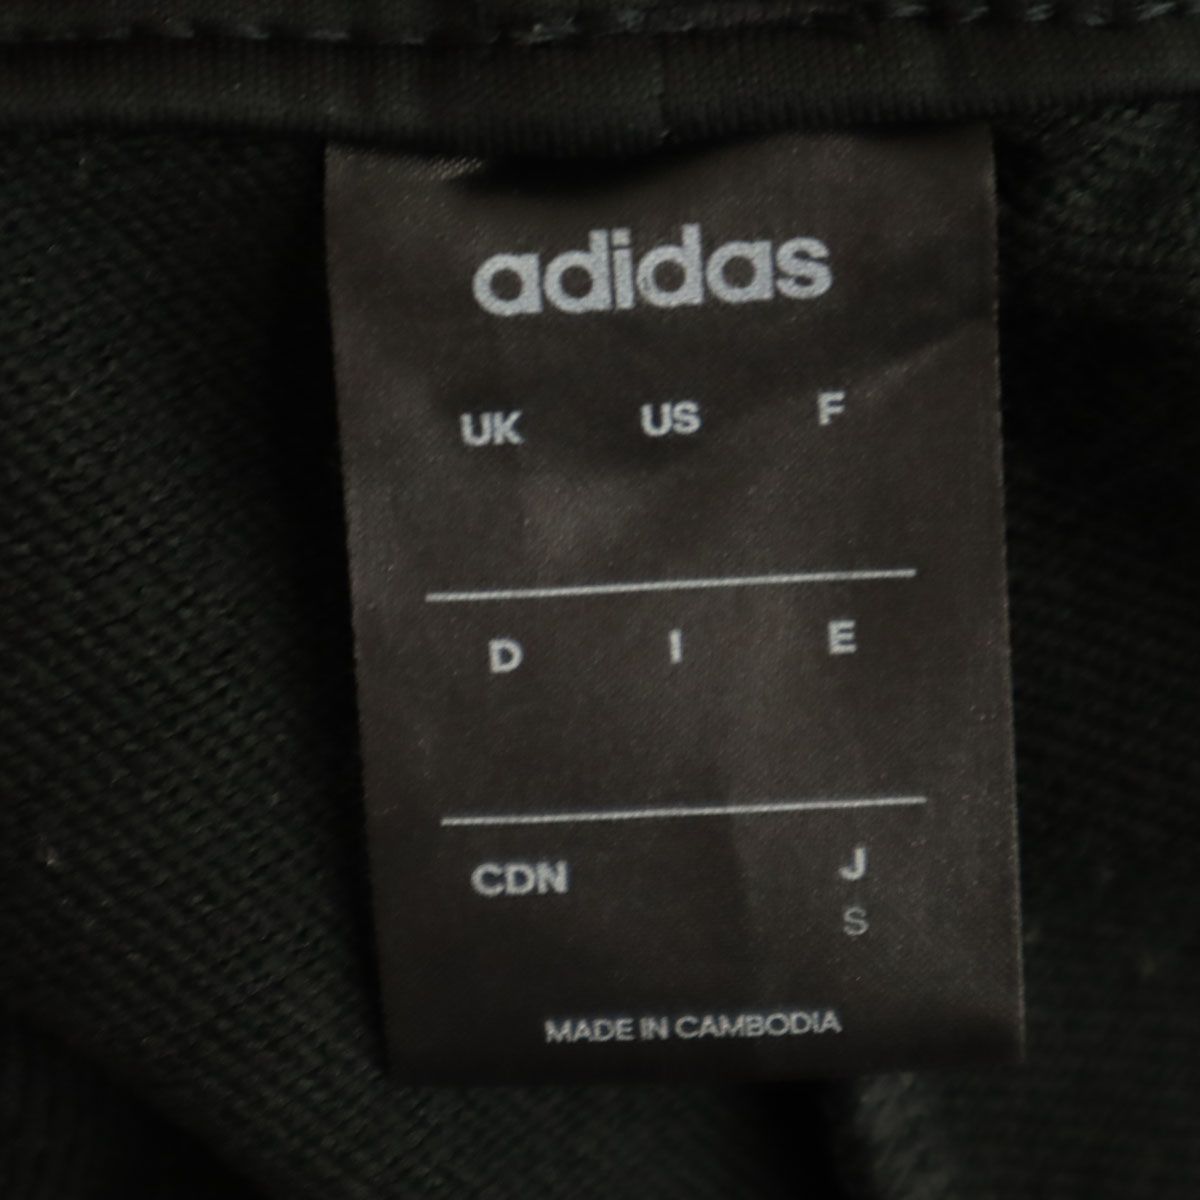 adidas
UK US F
D I E
CDN J
S
MADE IN CAMBODIA